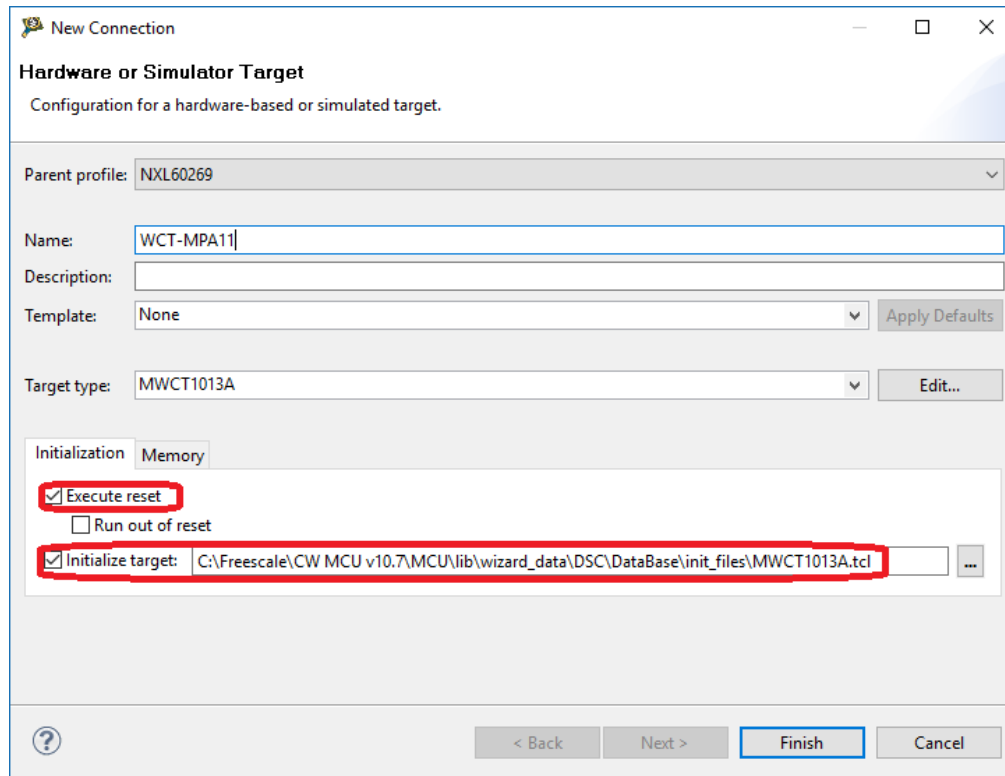 New Connection
Hardware or Simulator Target
Configuration for a hardware-based or simulated target.
Parent profile: NXL60269
Name: WCT-MPA11
Description:
Template: None Apply Defaults
Target type: MWCT1013A Edit...
Initialization Memory
Execute reset
Run out of reset
Initialize target: C:\Freescale\CW MCU v10.7\MCU\lib\wizard_data\DSC\DataBase\init_files\MWCT1013A.tcl ...
? < Back Next > Finish Cancel